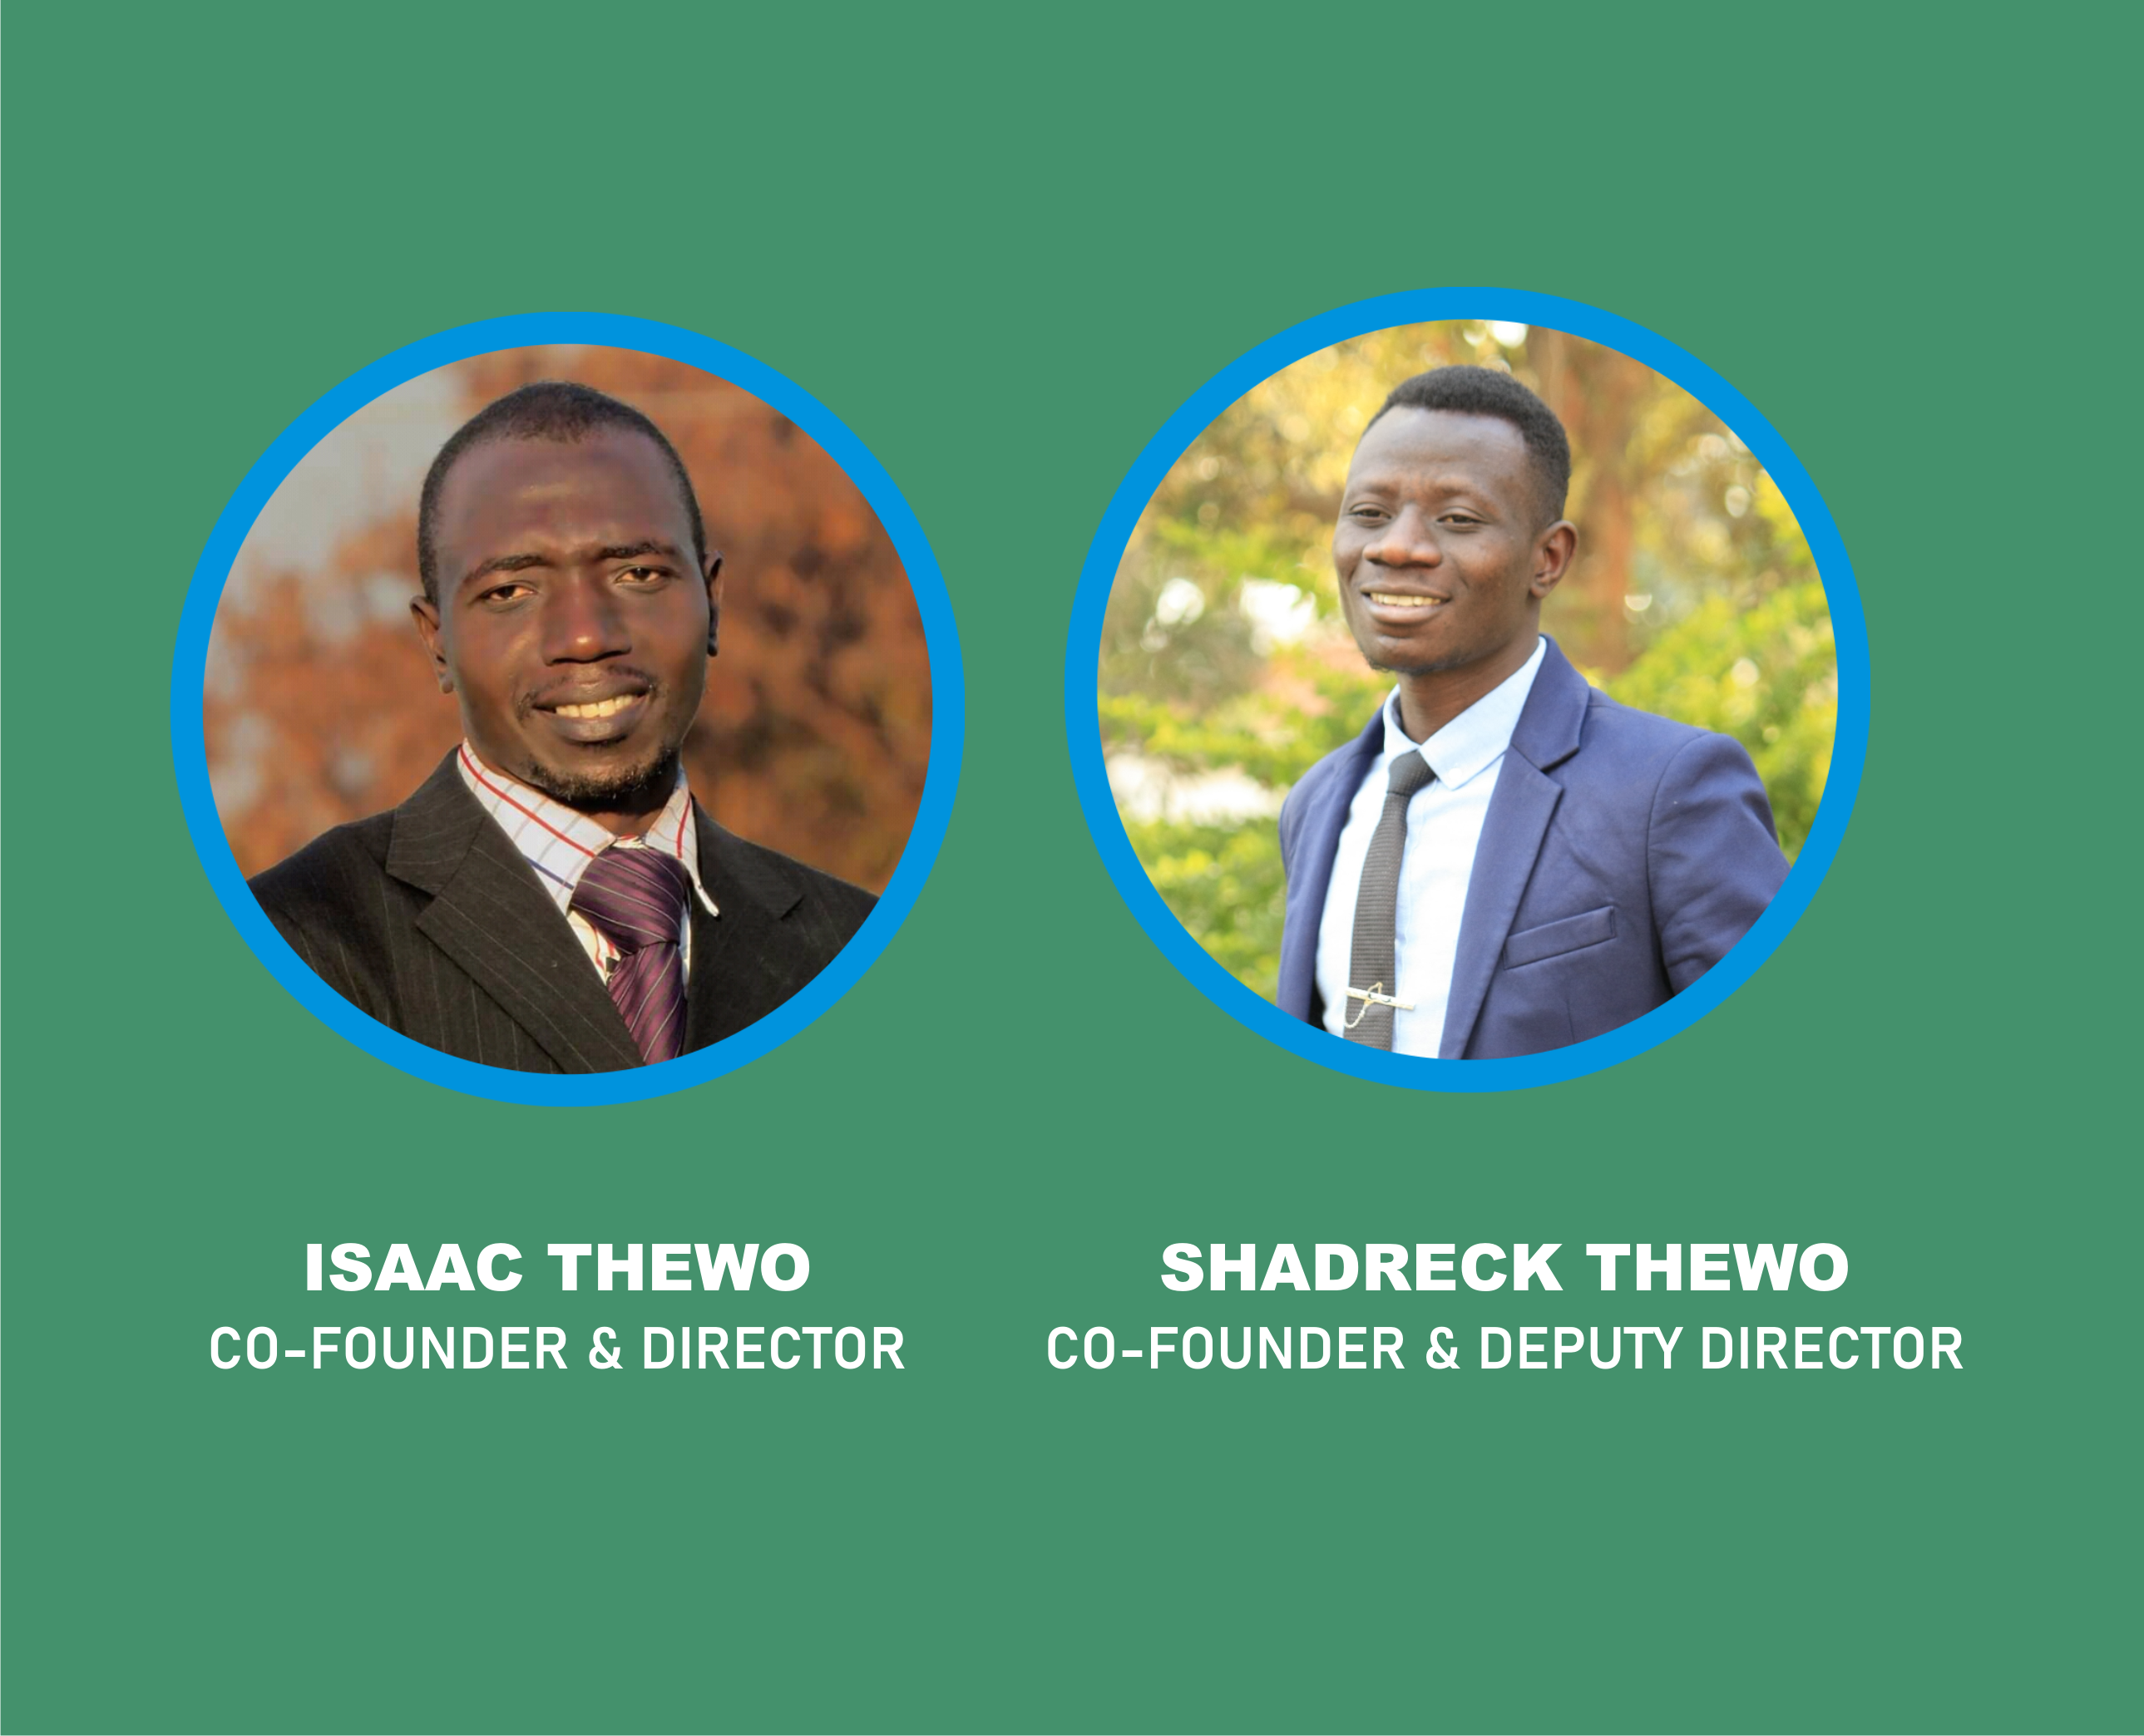 ISAAC THEWO
CO-FOUNDER & DIRECTOR
SHADRECK THEWO
CO-FOUNDER & DEPUTY DIRECTOR